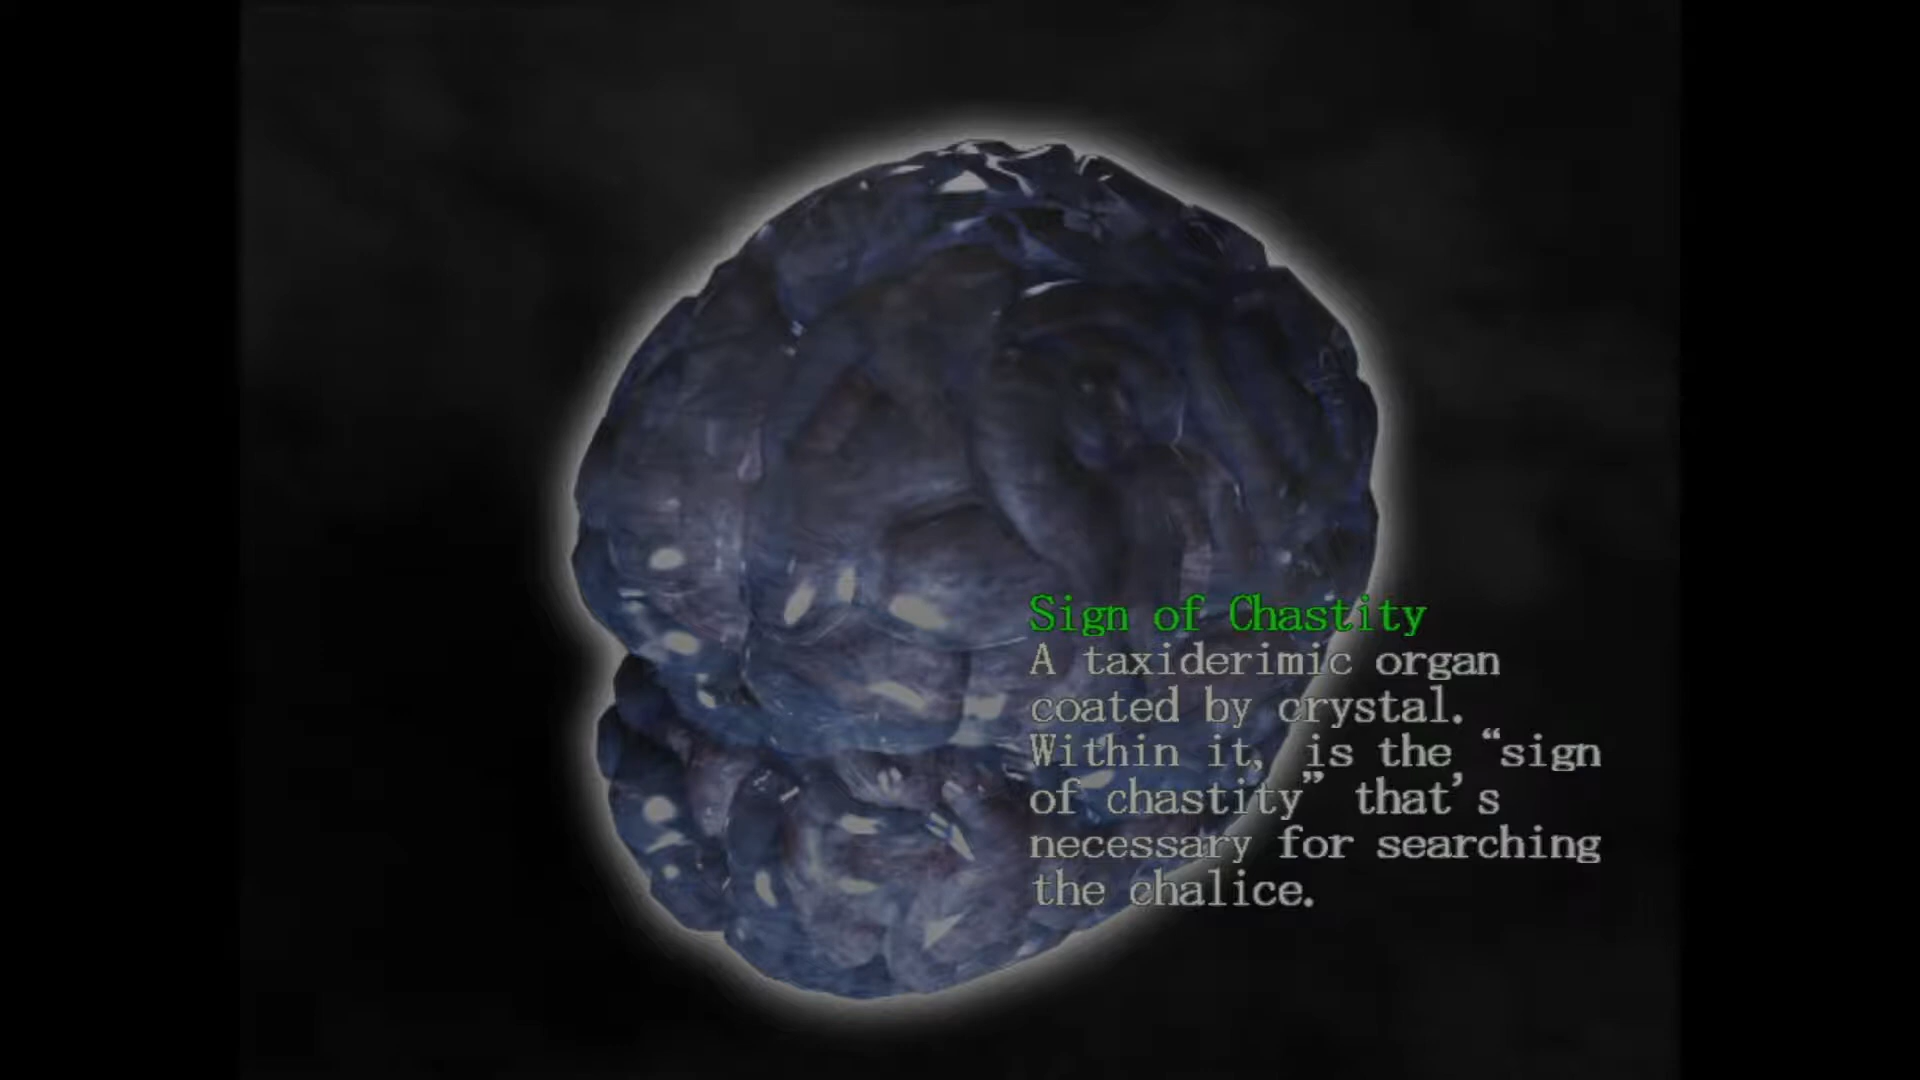 Sign of Chastity
A taxiderimic organ
coated by crystal.
Within it, is the “sign
of chastity” that's
necessary for searching
the chalice.